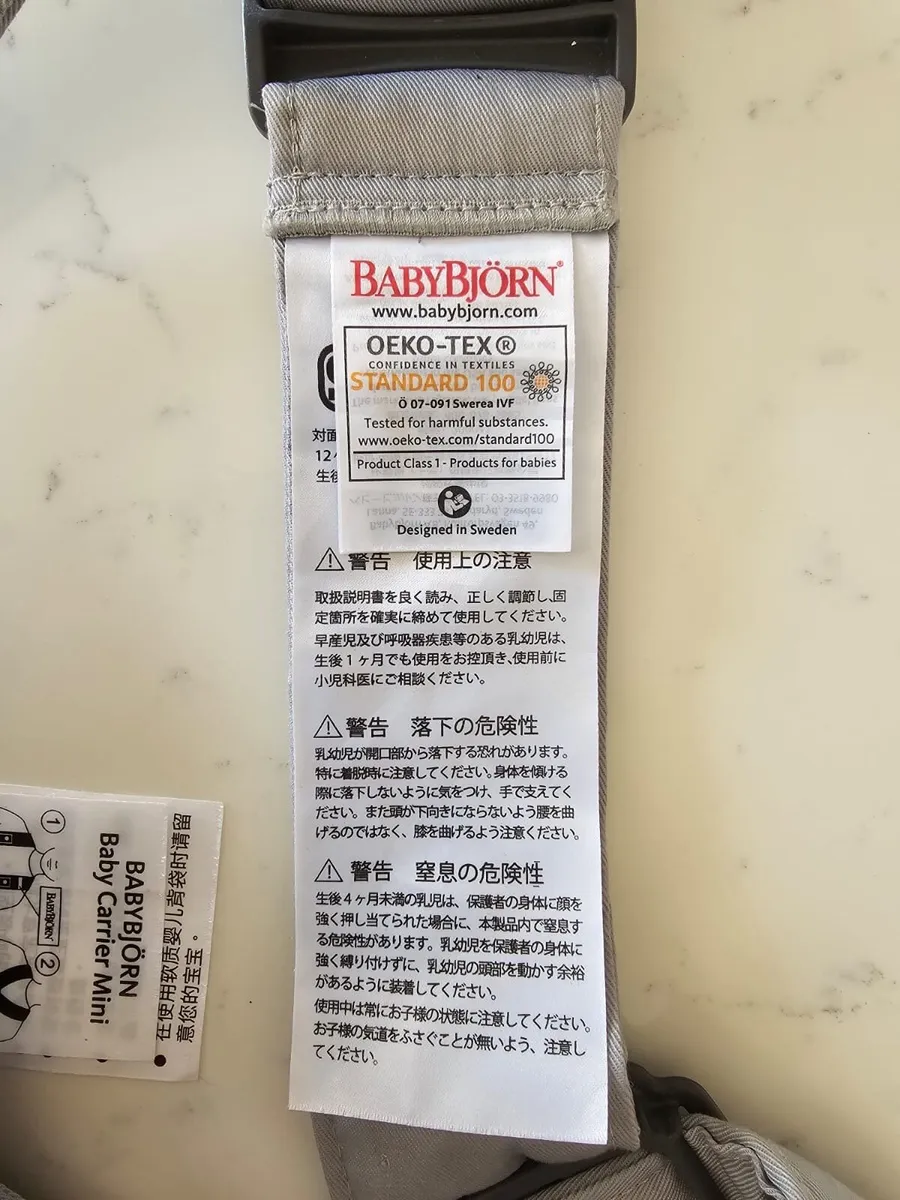 BABYBJÖRN®
www.babybjorn.com
OEKO-TEX®
CONFIDENCE IN TEXTILES
STANDARD 100
Ö 07-091 Swerea IVF
Tested for harmful substances.
www.oeko-tex.com/standard100
Product Class 1 - Products for babies
Designed in Sweden
対面
12ヶ
生後
警告 使用上の注意
取扱説明書を良く読み、正しく調節し、固
定箇所を確実に締めて使用してください。
早産児及び呼吸器疾患等のある乳幼児は、
生後1ヶ月でも使用をお控頂き、使用前に
小児科医にご相談ください。
警告 落下の危険性
乳幼児が開口部から落下する恐れがあります。
特に着脱時に注意してください。身体を傾ける
際に落下しないように気をつけ、手で支えてく
ださい。また頭が下向きにならないよう腰を曲
げるのではなく、膝を曲げるよう注意ください。
警告 窒息の危険性
生後4ヶ月未満の乳児は、保護者の身体に顔を
強く押し当てられた場合に、本製品内で窒息す
る危険性があります。乳幼児を保護者の身体に
強く縛り付けずに、乳幼児の頭部を動かす余裕
があるように装着してください。
使用中は常にお子様の状態に注意してください。
お子様の気道をふさぐことが無いよう、注意し
てください。
BABYBJÖRN
Baby Carrier Mini
在使用软质婴儿背袋时请留
意您的宝宝。
1
BABYBJÖRN
2